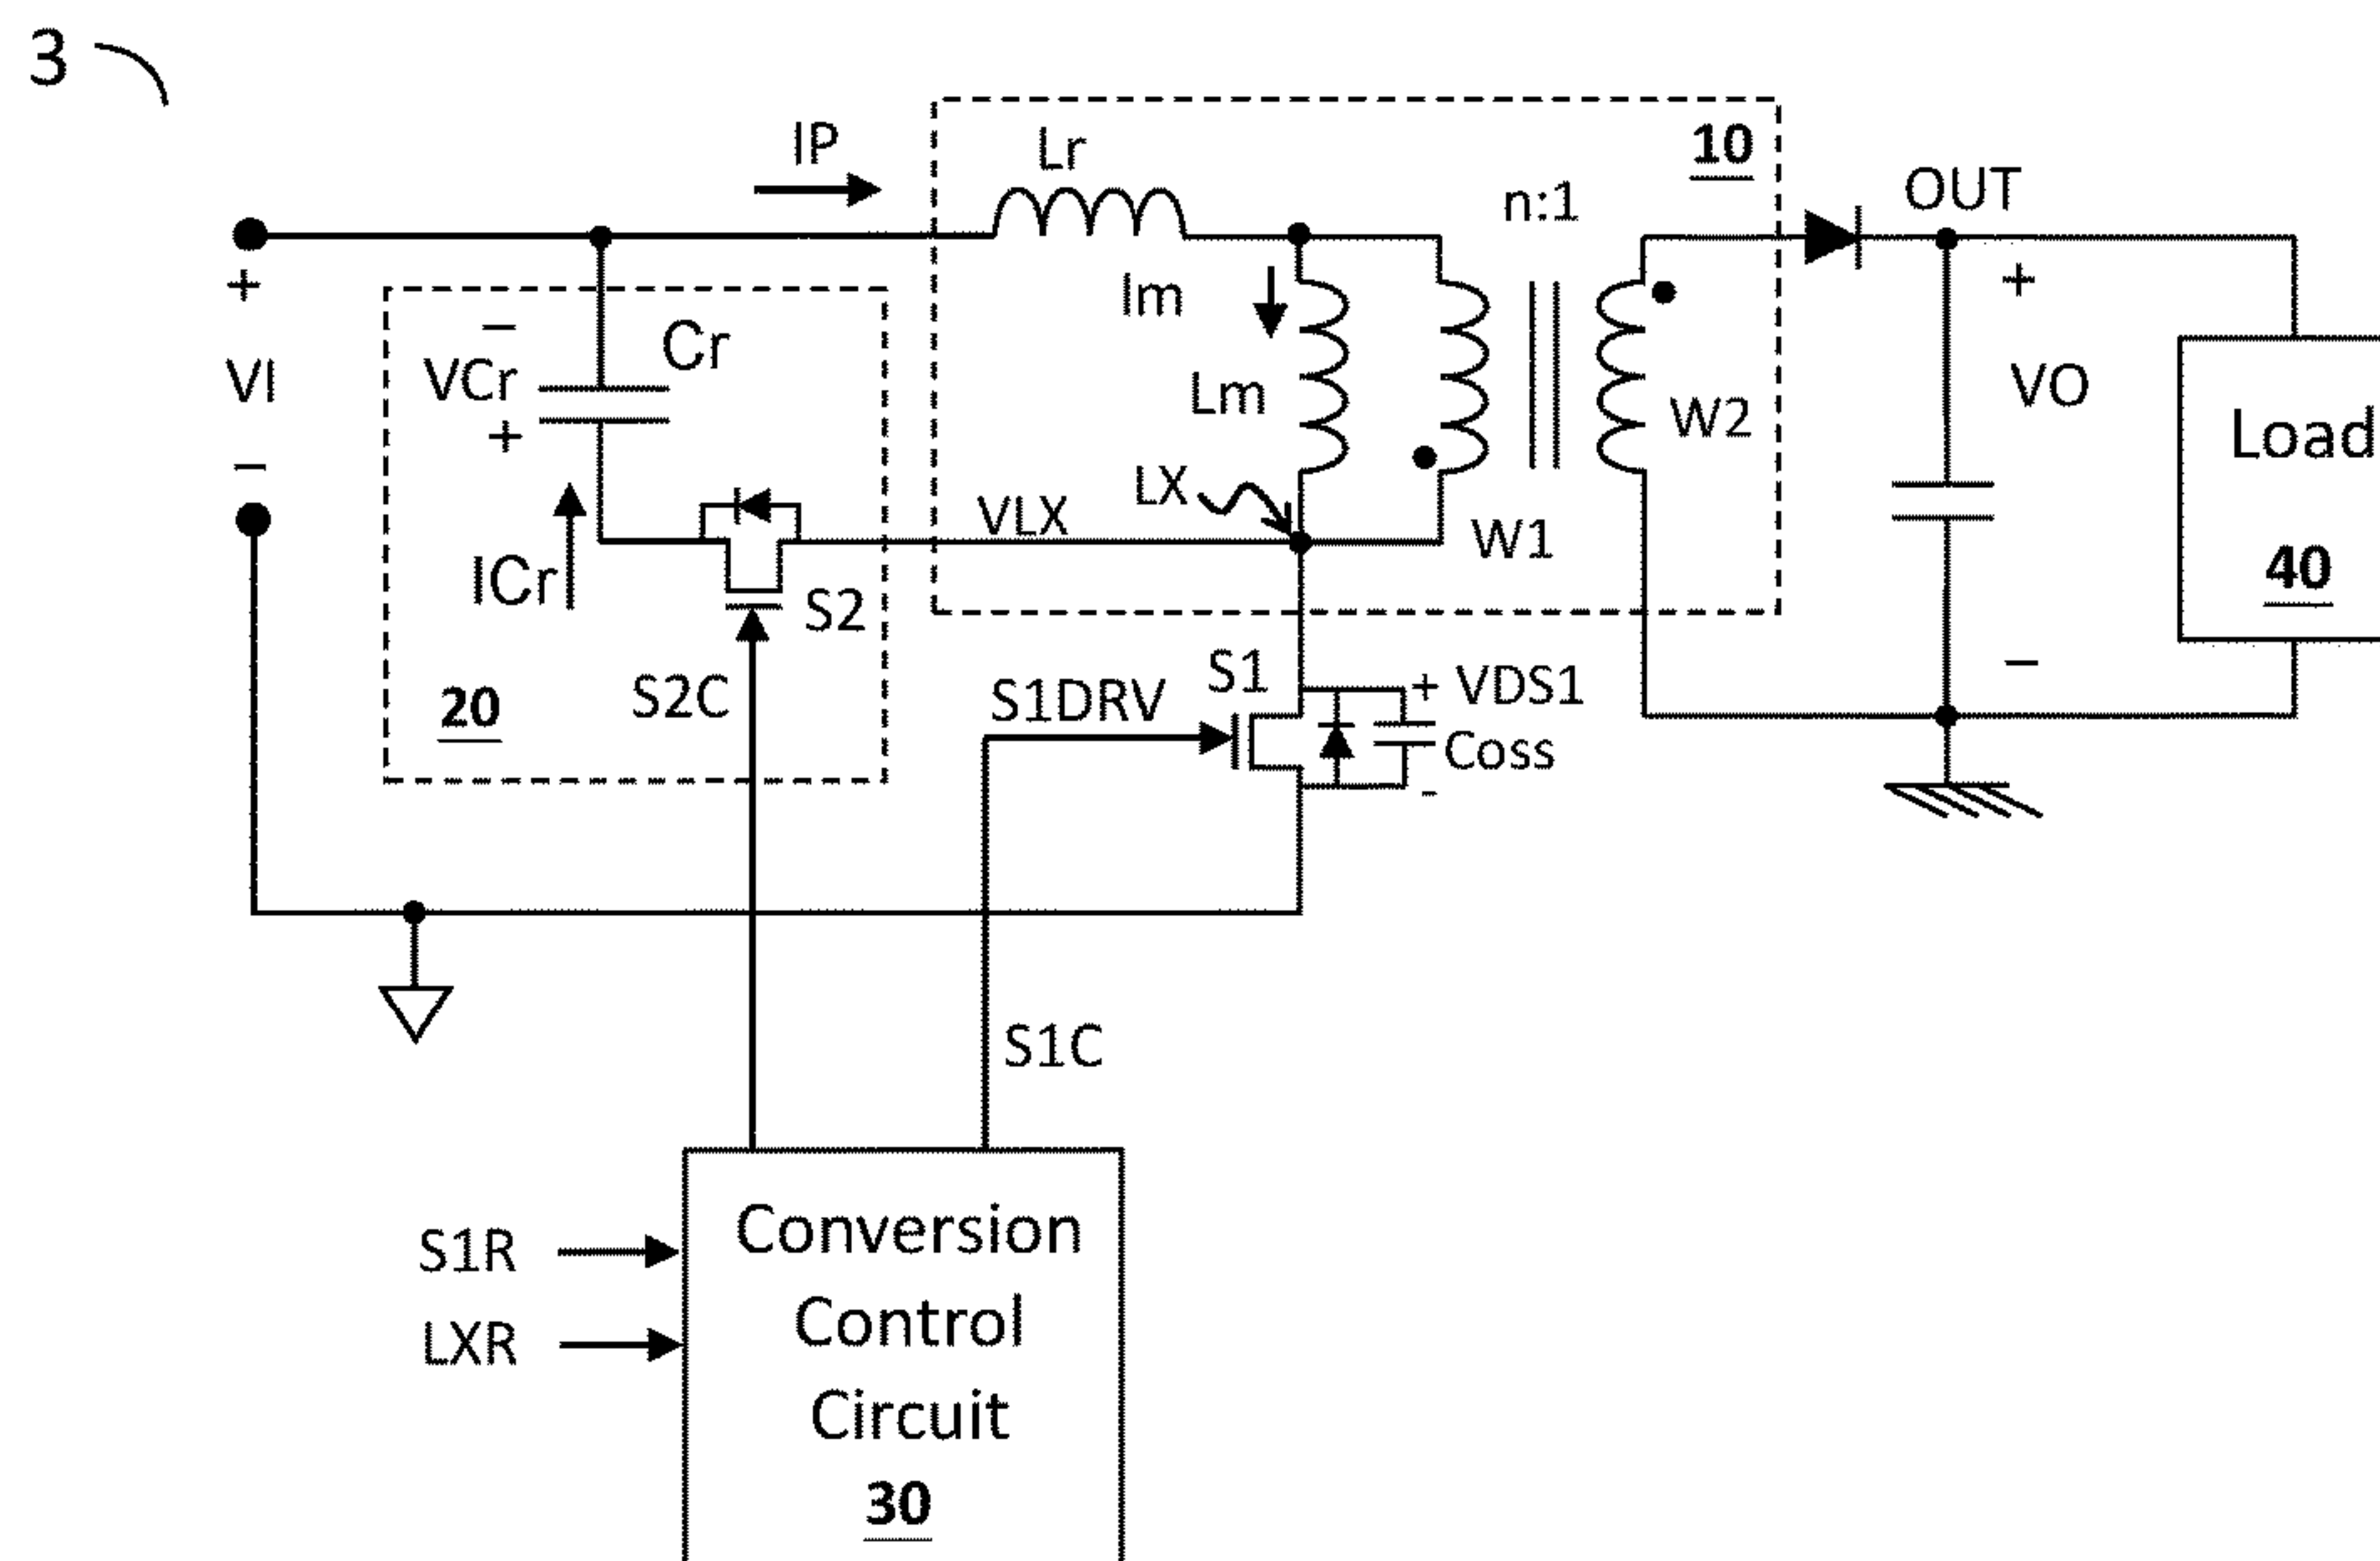 3
IP
Lr
10
n:1
OUT
+
−
VCr
+
Cr
VI
−
Im
Lm
LX
VLX
W1
W2
+
VO
−
Load
40
ICr
S2
20
S2C
S1DRV
S1
+ VDS1
Coss
-
S1C
S1R
LXR
Conversion
Control
Circuit
30